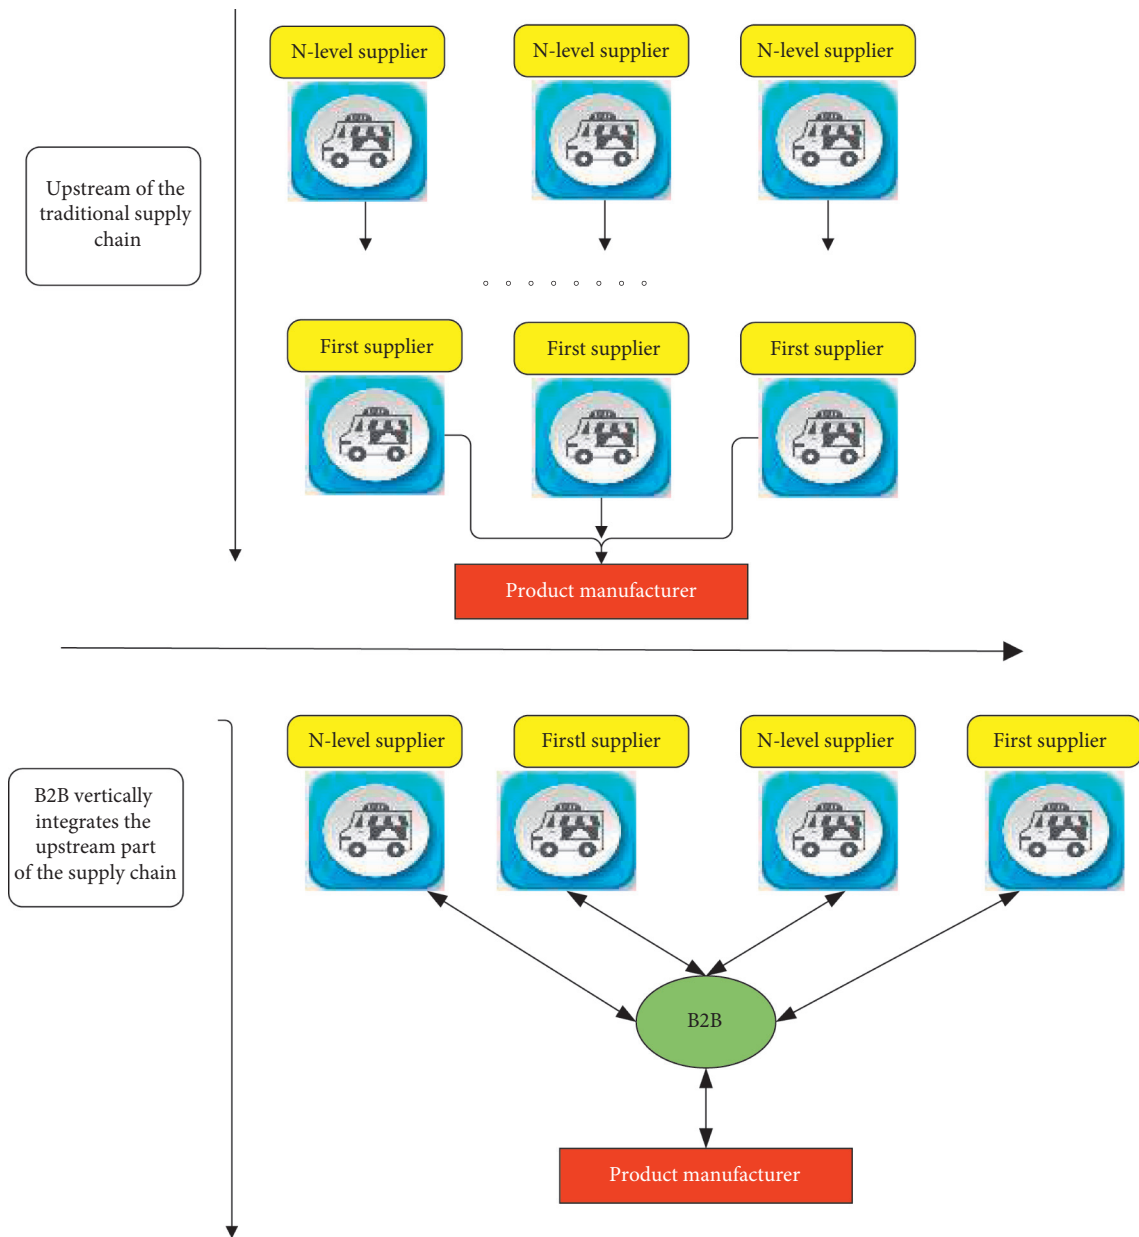 N-level supplier
N-level supplier
N-level supplier
Upstream of the
traditional supply
chain
First supplier
First supplier
First supplier
Product manufacturer
N-level supplier
Firstl supplier
N-level supplier
First supplier
B2B vertically
integrates the
upstream part
of the supply chain
B2B
Product manufacturer